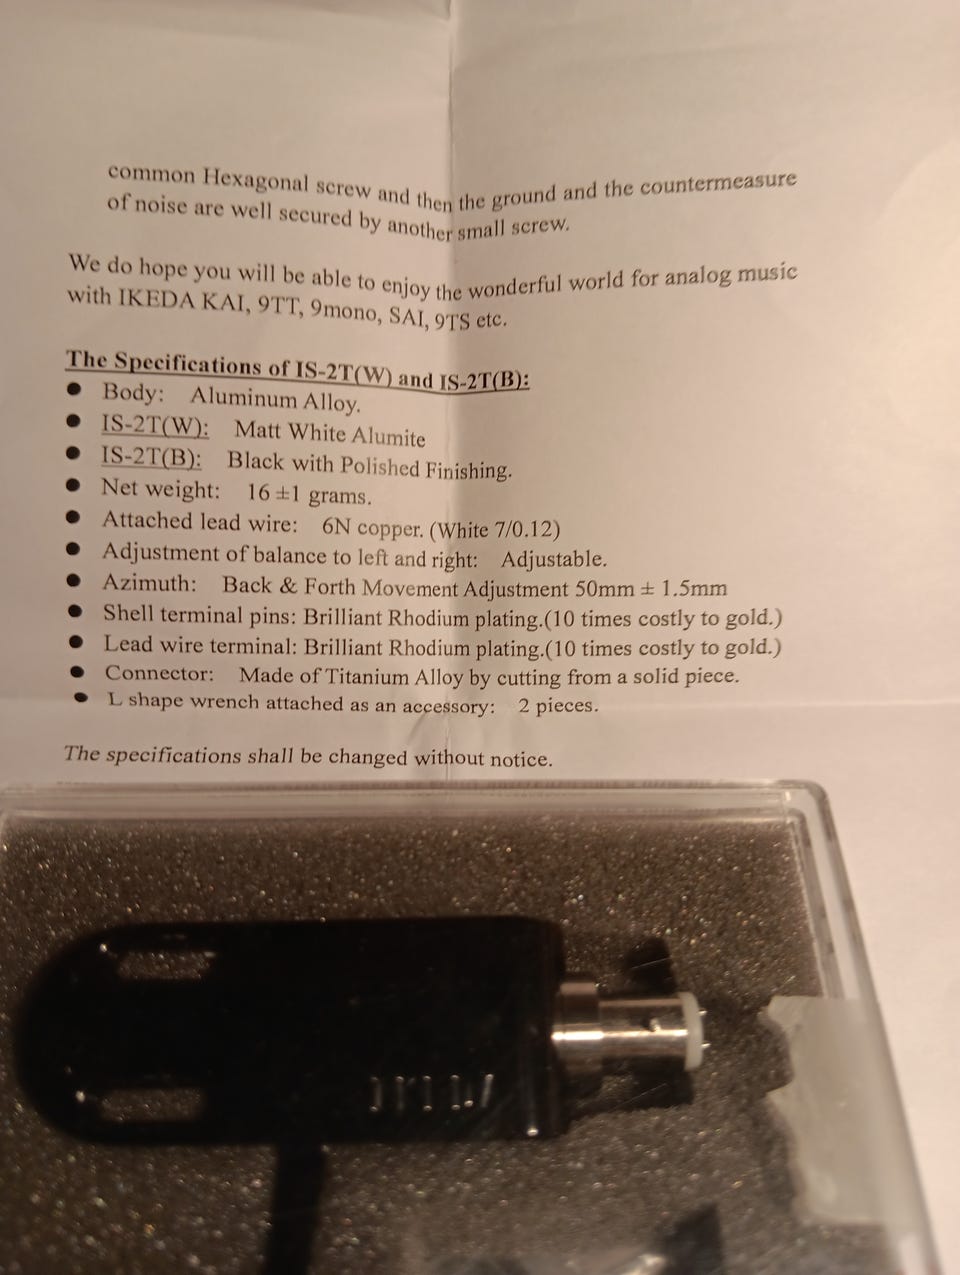 common Hexagonal screw and then the ground and the countermeasure
of noise are well secured by another small screw.
We do hope you will be able to enjoy the wonderful world for analog music
with IKEDA KAI, 9TT, 9mono, SAI, 9TS etc.
The Specifications of IS-2T(W) and IS-2T(B):
● Body: Aluminum Alloy.
● IS-2T(W): Matt White Alumite
● IS-2T(B): Black with Polished Finishing.
● Net weight: 16 ±1 grams.
● Attached lead wire: 6N copper. (White 7/0.12)
● Adjustment of balance to left and right: Adjustable.
● Azimuth: Back & Forth Movement Adjustment 50mm ± 1.5mm
● Shell terminal pins: Brilliant Rhodium plating.(10 times costly to gold.)
● Lead wire terminal: Brilliant Rhodium plating.(10 times costly to gold.)
● Connector: Made of Titanium Alloy by cutting from a solid piece.
● L shape wrench attached as an accessory: 2 pieces.
The specifications shall be changed without notice.